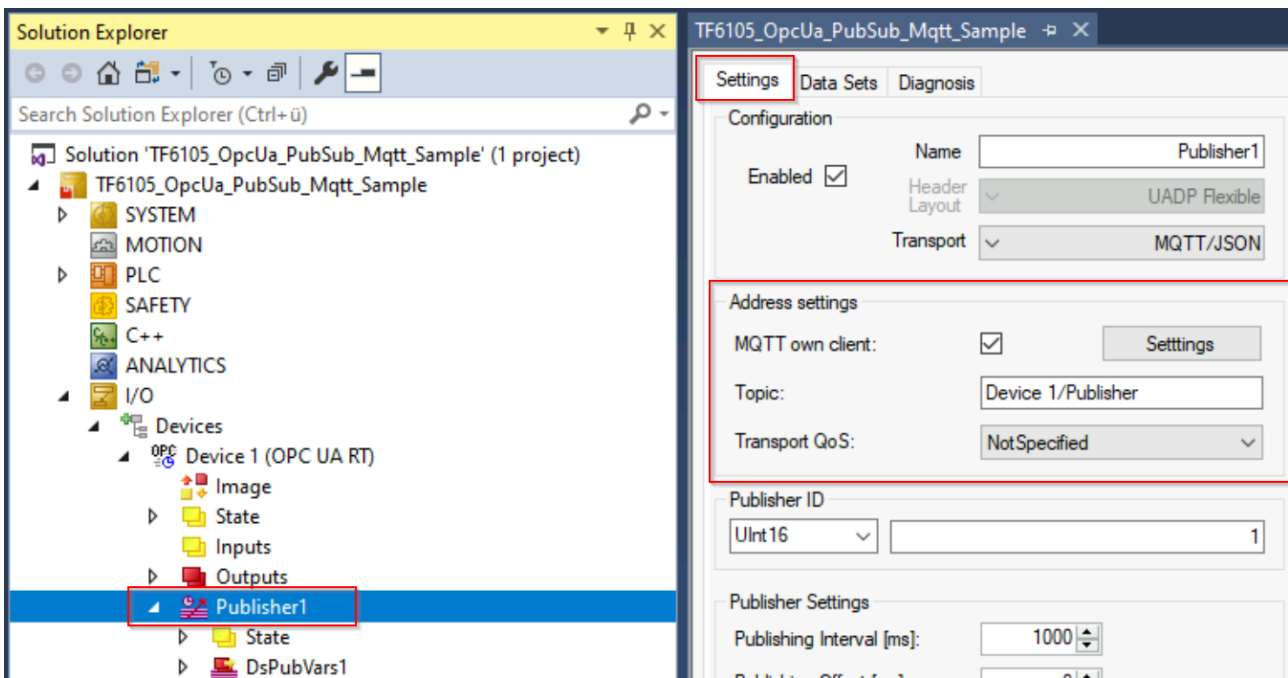 Solution Explorer
Search Solution Explorer (Ctrl+ü)
Solution 'TF6105_OpcUa_PubSub_Mqtt_Sample' (1 project)
TF6105_OpcUa_PubSub_Mqtt_Sample
SYSTEM
MOTION
PLC
SAFETY
C++
ANALYTICS
I/O
Devices
OPC Device 1 (OPC UA RT)
Image
State
Inputs
Outputs
Publisher1
State
DsPubVars1
TF6105_OpcUa_PubSub_Mqtt_Sample
Settings Data Sets Diagnosis
Configuration
Name Publisher1
Enabled
Header Layout UADP Flexible
Transport MQTT/JSON
Address settings
MQTT own client: Setttings
Topic: Device 1/Publisher
Transport QoS: NotSpecified
Publisher ID
UInt16 1
Publisher Settings
Publishing Interval [ms]: 1000